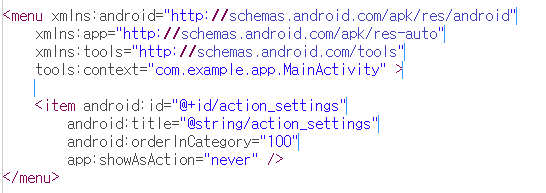 <menu xmlns:android="http://schemas.android.com/apk/res/android"
xmlns:app="http://schemas.android.com/apk/res-auto"
xmlns:tools="http://schemas.android.com/tools"
tools:context="com.example.app.MainActivity" >
<item android:id="@+id/action_settings"
android:title="@string/action_settings"
android:orderInCategory="100"
app:showAsAction="never" />
</menu>